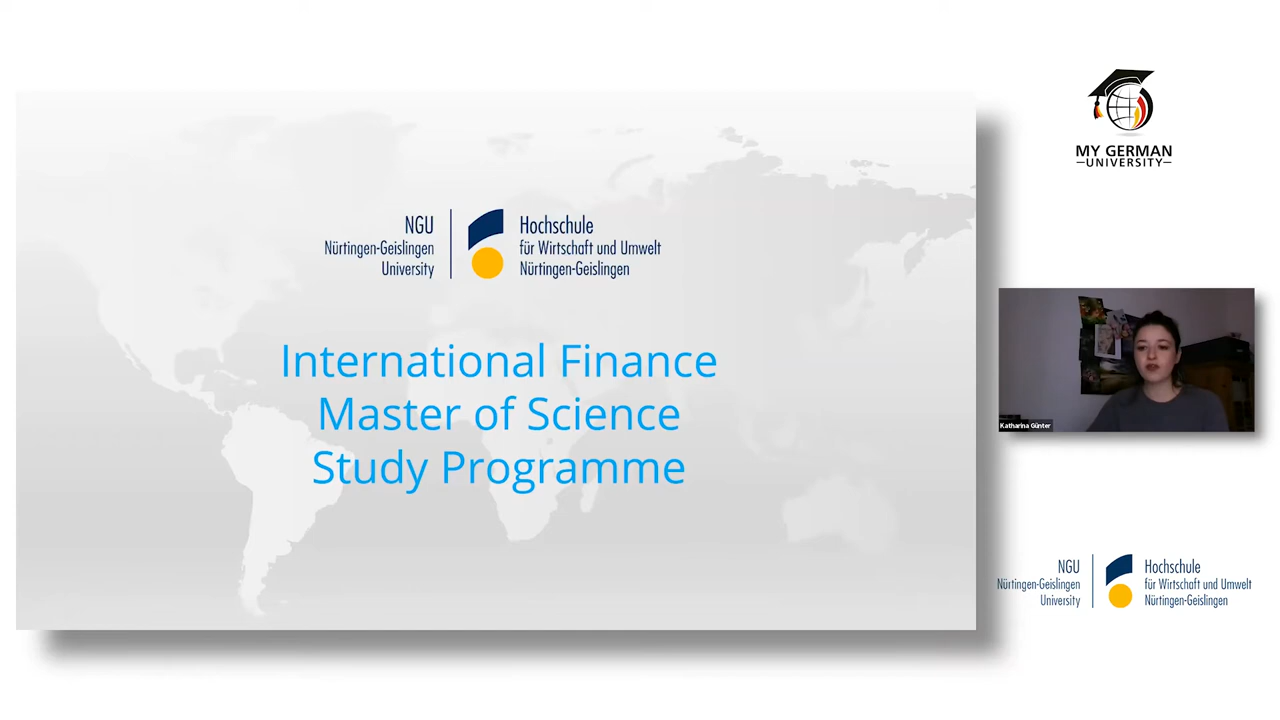 NGU
Nürtingen-Geislingen
University
Hochschule
für Wirtschaft und Umwelt
Nürtingen-Geislingen
International Finance
Master of Science
Study Programme
MY GERMAN
UNIVERSITY
Katharina Günter
NGU
Nürtingen-Geislingen
University
Hochschule
für Wirtschaft und Umwelt
Nürtingen-Geislingen